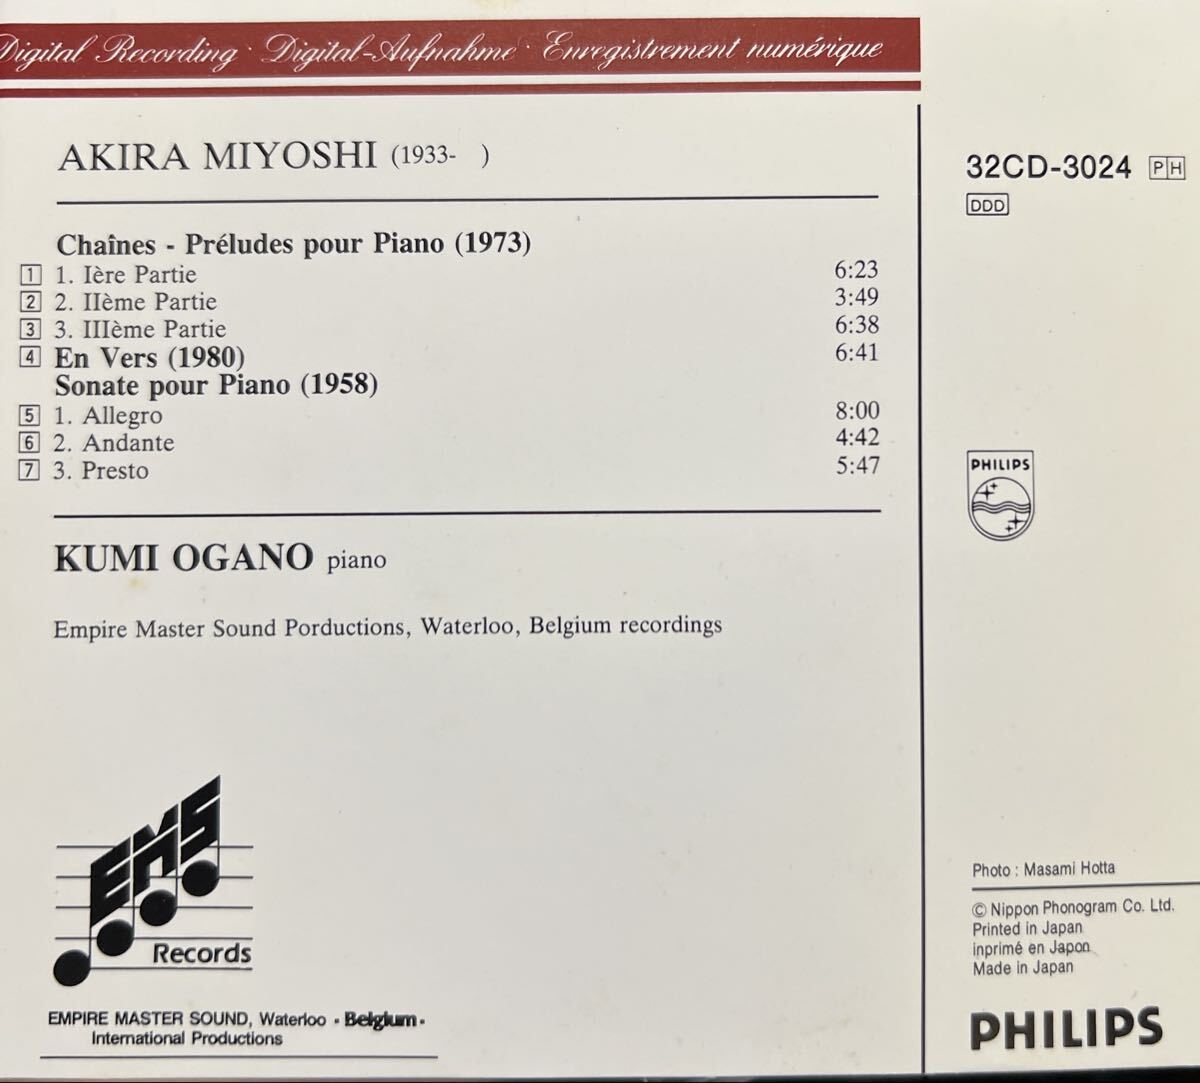 Digital Recording · Digital-Aufnahme · Enregistrement numérique
AKIRA MIYOSHI (1933- )
Chaînes - Préludes pour Piano (1973)
1 1. Ière Partie 6:23
2 2. IIème Partie 3:49
3 3. IIIème Partie 6:38
4 En Vers (1980) 6:41
Sonate pour Piano (1958)
5 1. Allegro 8:00
6 2. Andante 4:42
7 3. Presto 5:47
KUMI OGANO piano
Empire Master Sound Porductions, Waterloo, Belgium recordings
EMS
Records
EMPIRE MASTER SOUND, Waterloo - Belgium -
International Productions
32CD-3024 PH
DDD
PHILIPS
Photo : Masami Hotta
© Nippon Phonogram Co. Ltd.
Printed in Japan
inprimé en Japon
Made in Japan
PHILIPS